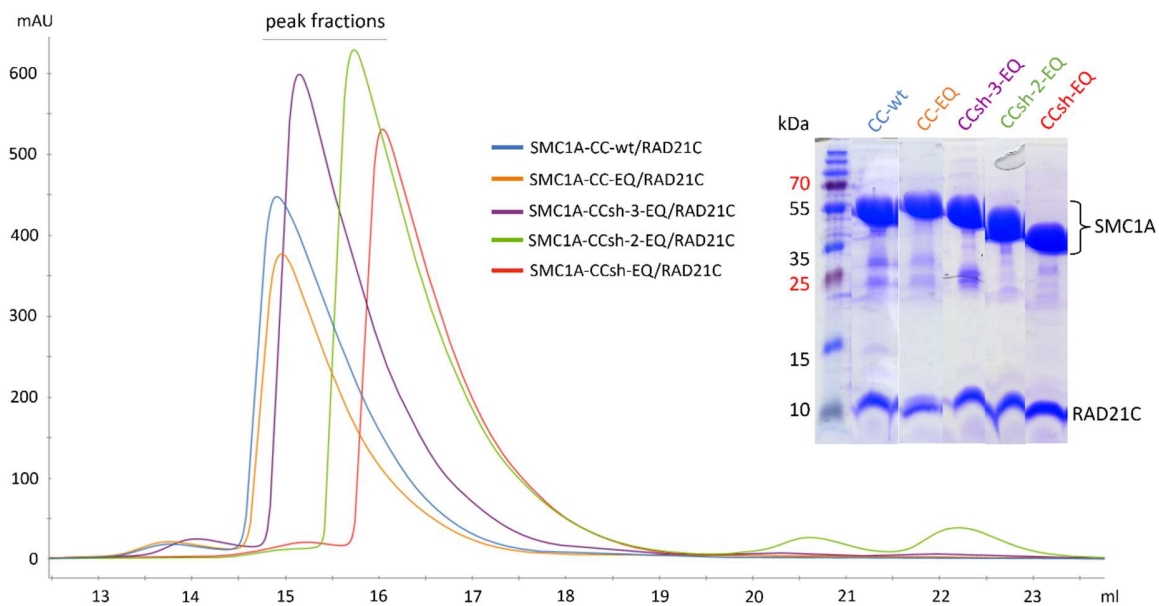 mAU
peak fractions
600
500
400
300
200
100
0
13 14 15 16 17 18 19 20 21 22 23 ml
SMC1A-CC-wt/RAD21C
SMC1A-CC-EQ/RAD21C
SMC1A-CCsh-3-EQ/RAD21C
SMC1A-CCsh-2-EQ/RAD21C
SMC1A-CCsh-EQ/RAD21C
CC-wt CC-EQ CCsh-3-EQ CCsh-2-EQ CCsh-EQ
kDa
70
55
SMC1A
35
25
15
10
RAD21C